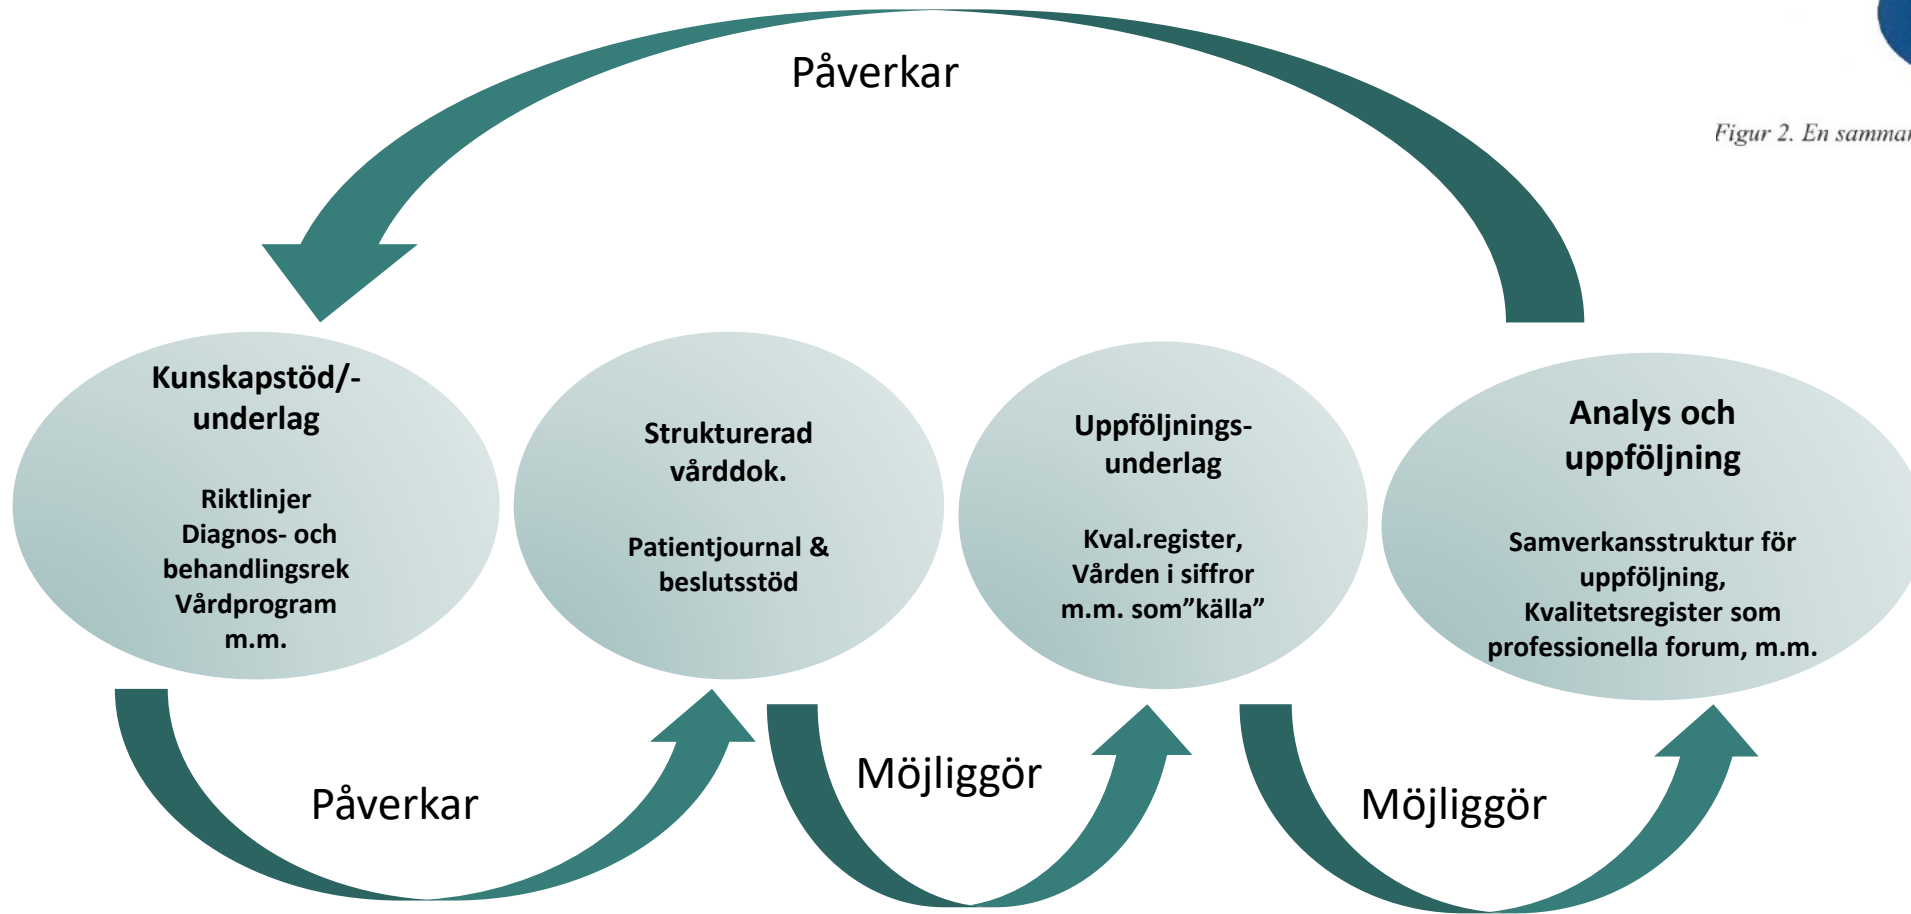 Påverkar
Figur 2. En
Kunskapstöd/-
underlag
Riktlinjer
Diagnos- och
behandlingsrek
Vårdprogram
m.m.
Strukturerad
vårddok.
Patientjournal &
beslutsstöd
Uppföljnings-
underlag
Kval.register,
Vården i siffror
m.m. som”källa”
Analys och
uppföljning
Samverkansstruktur för
uppföljning,
Kvalitetsregister som
professionella forum, m.m.
Påverkar
Möjliggör
Möjliggör